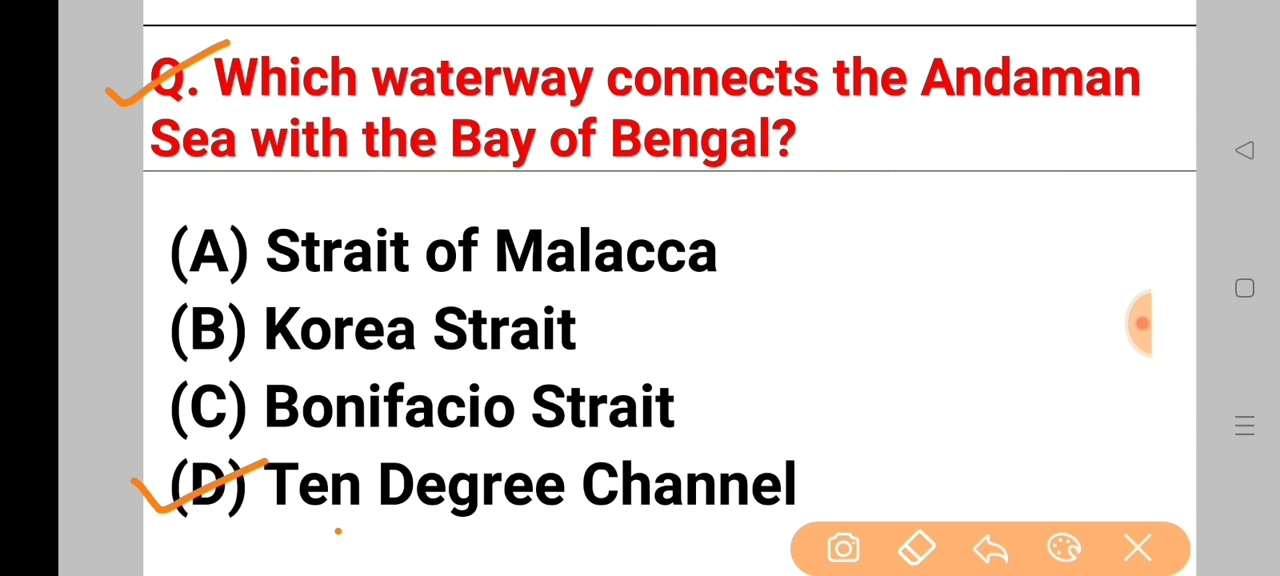 Q. Which waterway connects the Andaman
Sea with the Bay of Bengal?
(A) Strait of Malacca
(B) Korea Strait
(C) Bonifacio Strait
(D) Ten Degree Channel